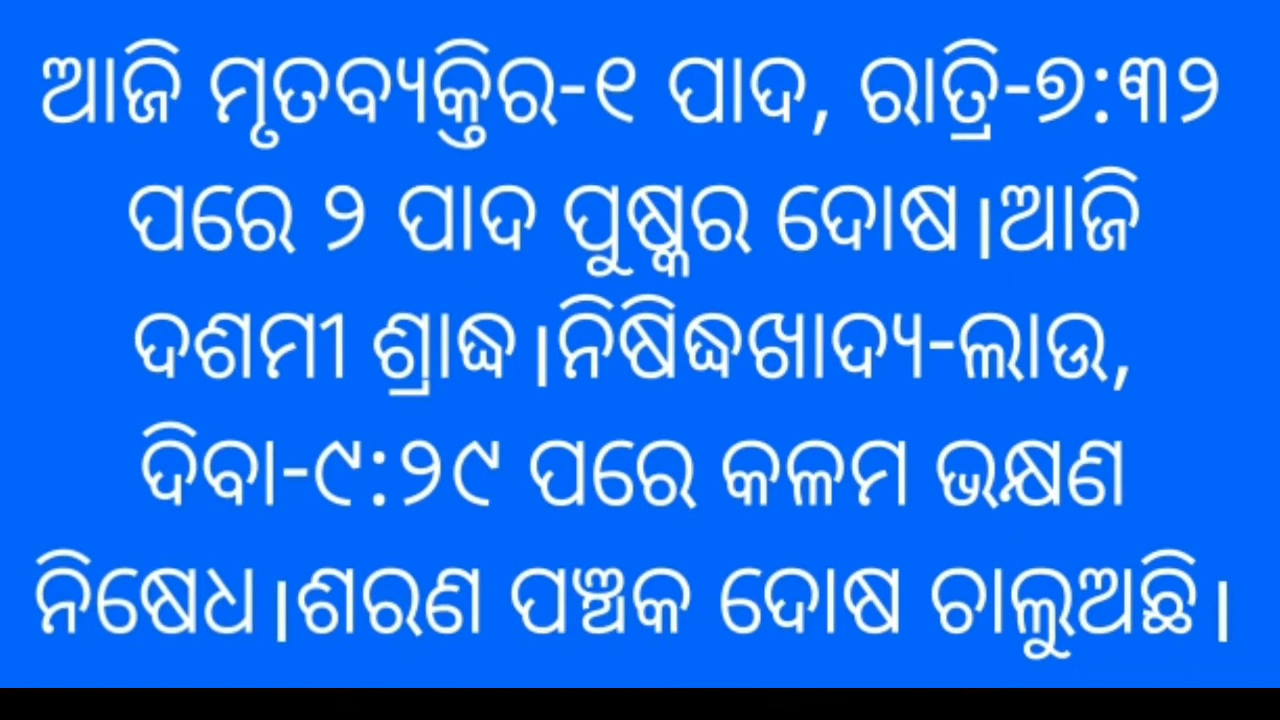 ଆଜି ମୃତବ୍ୟକ୍ତିର-୧ ପାଦ, ରାତ୍ରି-୭:୩୨
ପରେ ୨ ପାଦ ପୁଷ୍କର ଦୋଷ।ଆଜି
ଦଶମୀ ଶ୍ରାଦ୍ଧ।ନିଷିଦ୍ଧଖାଦ୍ୟ-ଲାଉ,
ଦିବା-୯:୨୯ ପରେ କଳମ ଭକ୍ଷଣ
ନିଷେଧ।ଶରଣ ପଞ୍ଚକ ଦୋଷ ଚାଲୁଅଛି।